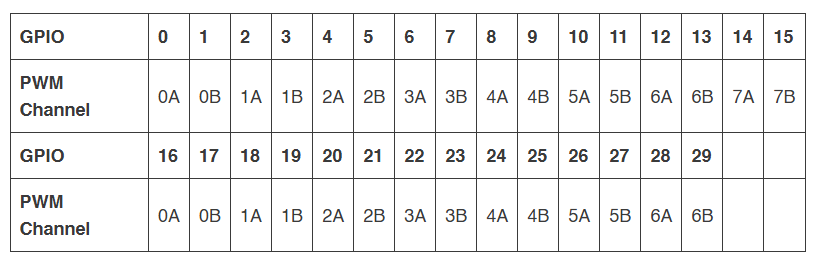 GPIO 0 1 2 3 4 5 6 7 8 9 10 11 12 13 14 15
PWM
Channel 0A 0B 1A 1B 2A 2B 3A 3B 4A 4B 5A 5B 6A 6B 7A 7B
GPIO 16 17 18 19 20 21 22 23 24 25 26 27 28 29
PWM
Channel 0A 0B 1A 1B 2A 2B 3A 3B 4A 4B 5A 5B 6A 6B